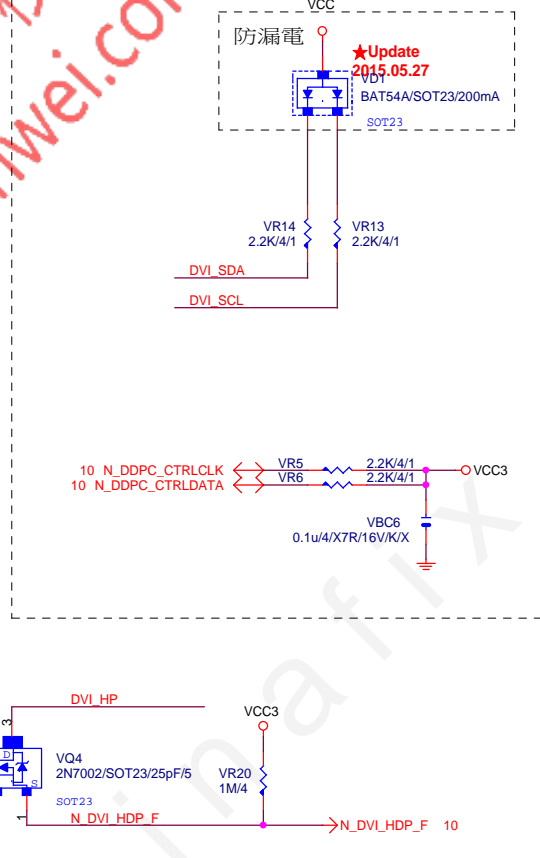 VCC
防漏電
★Update
2015.05.27
VD1
BAT54A/SOT23/200mA
SOT23
VR14
2.2K/4/1
VR13
2.2K/4/1
DVI_SDA
DVI_SCL
10 N_DDPC_CTRLCLK
VR5
2.2K/4/1
VCC3
10 N_DDPC_CTRLDATA
VR6
2.2K/4/1
VBC6
0.1u/4/X7R/16V/K/X
DVI_HP
VCC3
3
D
VQ4
2N7002/SOT23/25pF/5
S
SOT23
VR20
1M/4
1
N_DVI_HDP_F
N_DVI_HDP_F 10
wei.co
inafix